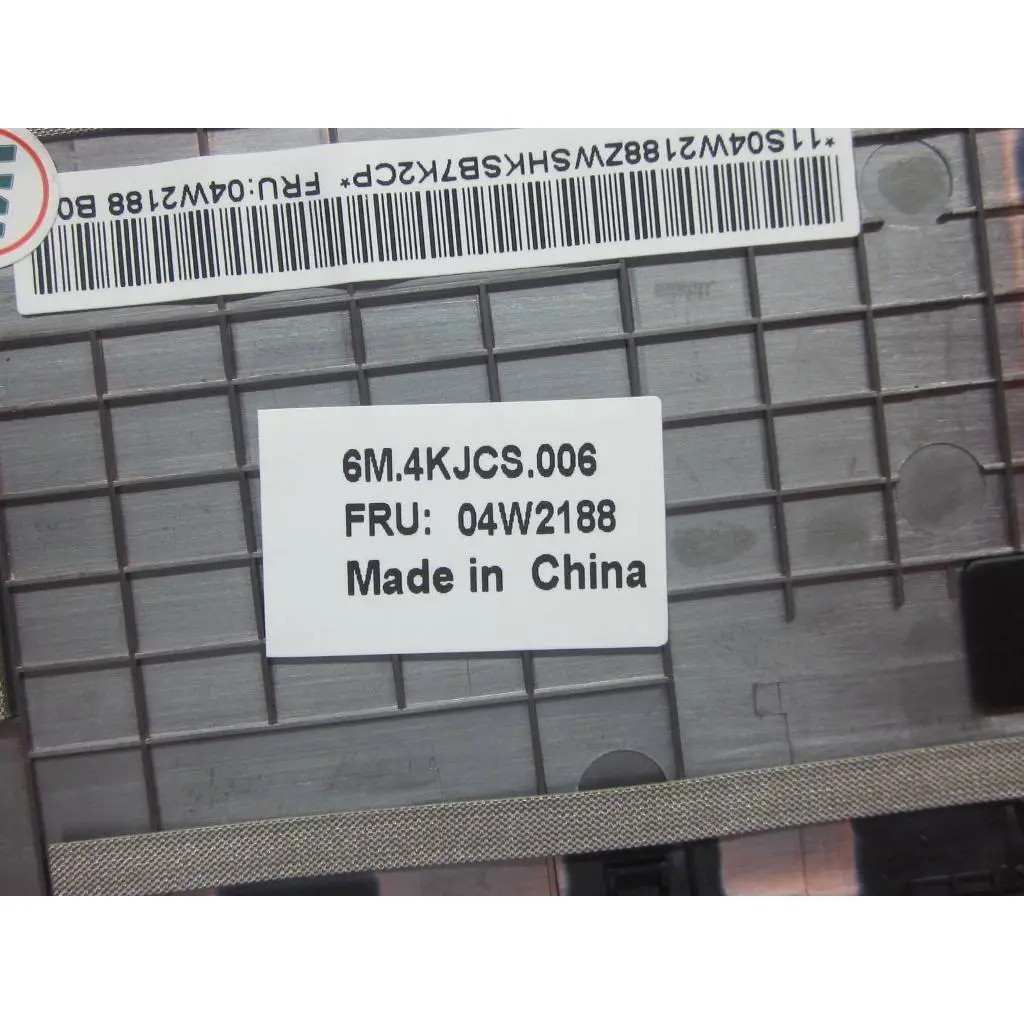 *11S04W2188ZWSHKSB7K2CP* FRU:04W2188 B0
6M.4KJCS.006
FRU: 04W2188
Made in China